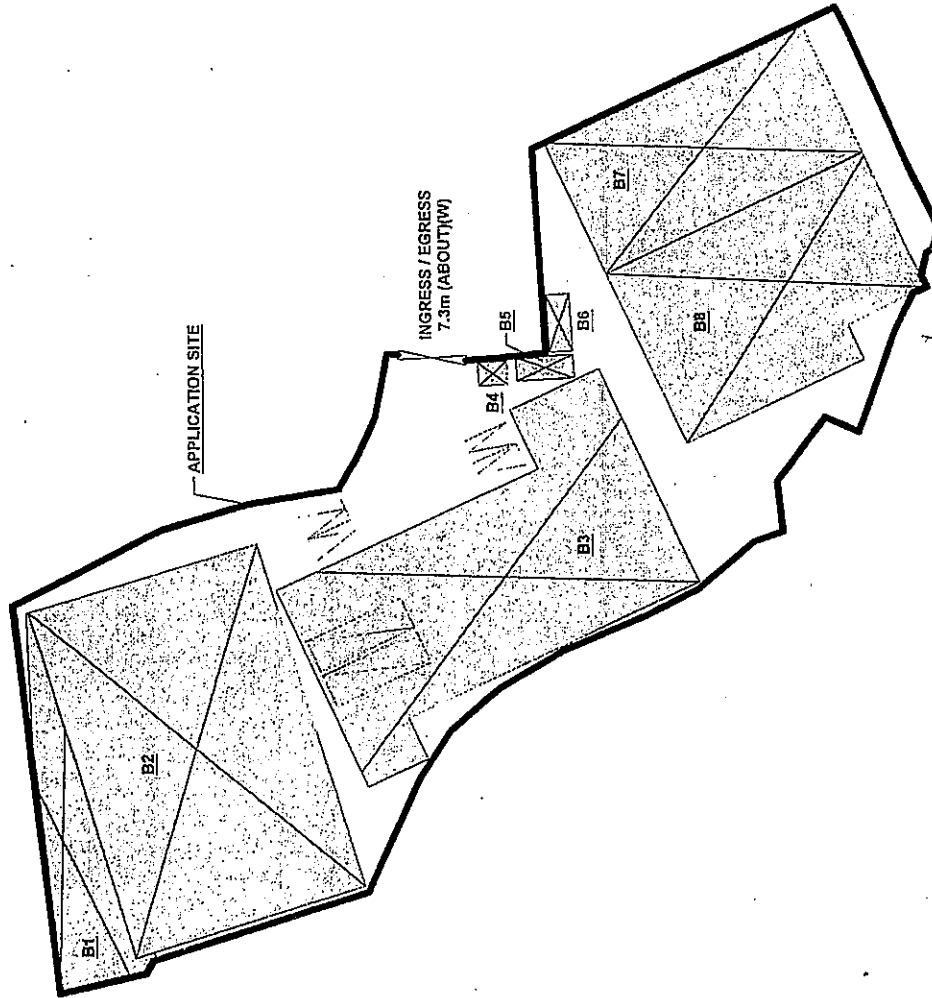 APPLICATION SITE
INGRESS / EGRESS
7.3m (ABOUT)(W)
B1
B2
B3
B4
B5
B6
B7
B8